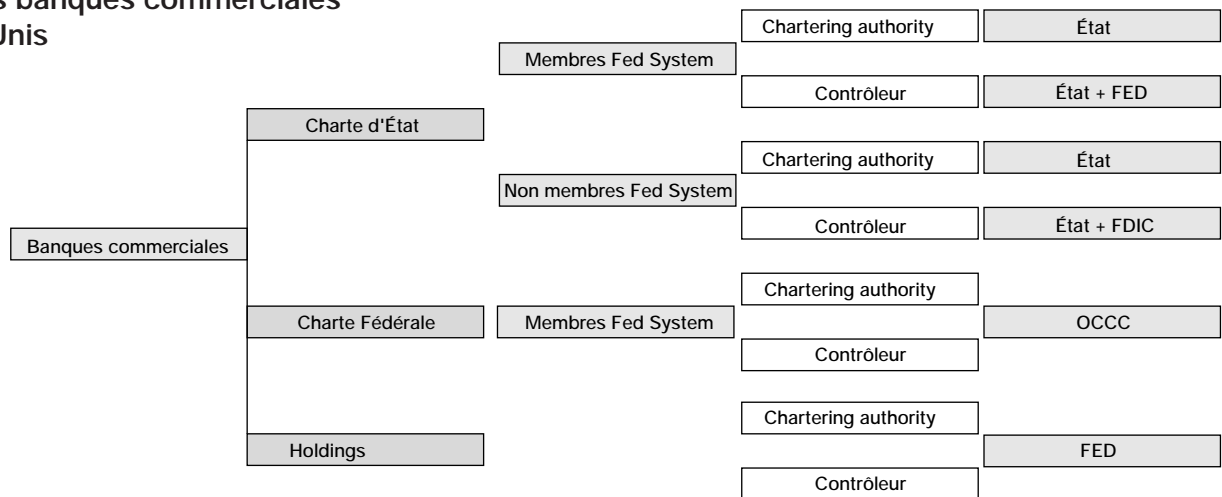 s banques commerciales
Unis
Chartering authority
État
Membres Fed System
Contrôleur
État + FED
Charte d'État
Chartering authority
État
Non membres Fed System
Contrôleur
État + FDIC
Banques commerciales
Chartering authority
Charte Fédérale
Membres Fed System
OCCC
Contrôleur
Chartering authority
Holdings
FED
Contrôleur